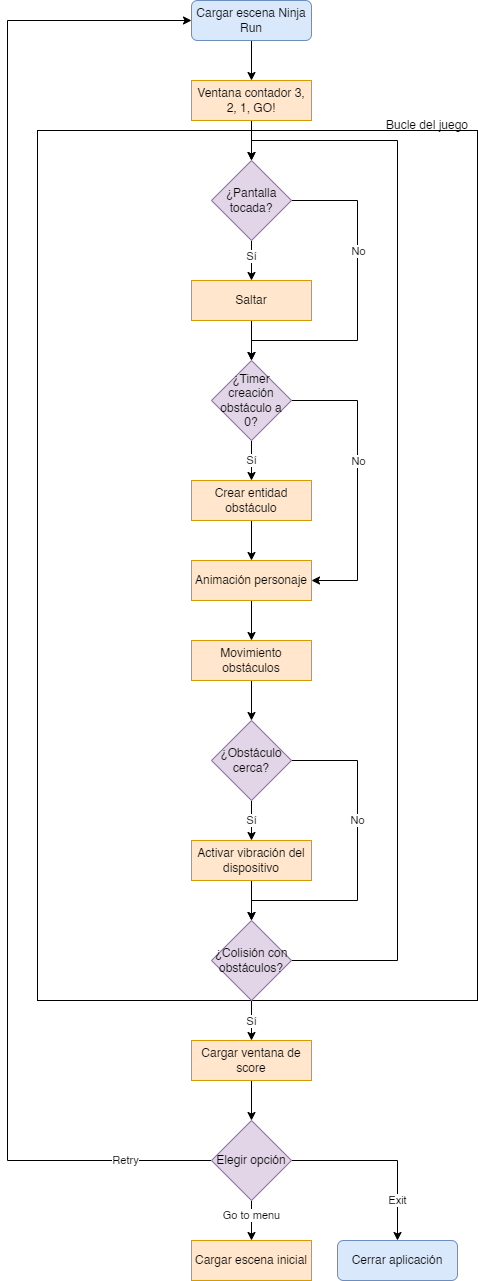 Cargar escena Ninja
Run
Ventana contador 3,
2, 1, GO!
Bucle del juego
¿Pantalla
tocada?
Sí
No
Saltar
¿Timer
creación
obstáculo a
0?
Sí
No
Crear entidad
obstáculo
Animación personaje
Movimiento
obstáculos
¿Obstáculo
cerca?
Sí
No
Activar vibración del
dispositivo
¿Colisión con
obstáculos?
Sí
Cargar ventana de
score
Elegir opción
Retry
Exit
Go to menu
Cargar escena inicial
Cerrar aplicación